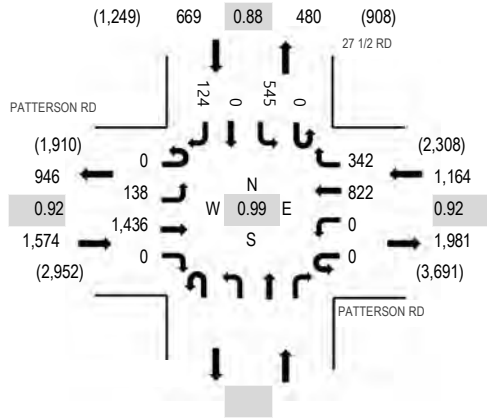 (1,249) 669 0.88 480 (908)
27 1/2 RD
124 0 545 0
PATTERSON RD
(1,910) 0 342 (2,308)
946 1,164
138 N 822
0.92 W 0.99 E 0.92
1,574 1,436 S 0 1,981
(2,952) 0 0 (3,691)
PATTERSON RD